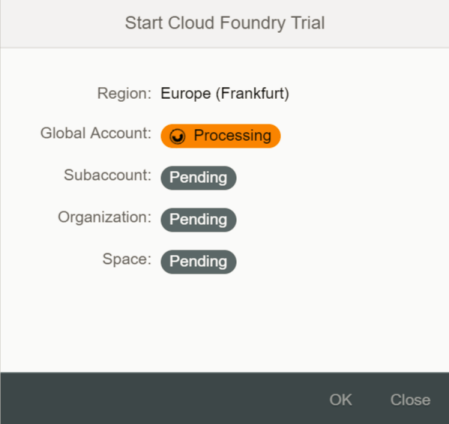 Start Cloud Foundry Trial
Region: Europe (Frankfurt)
Global Account: Processing
Subaccount: Pending
Organization: Pending
Space: Pending
OK Close